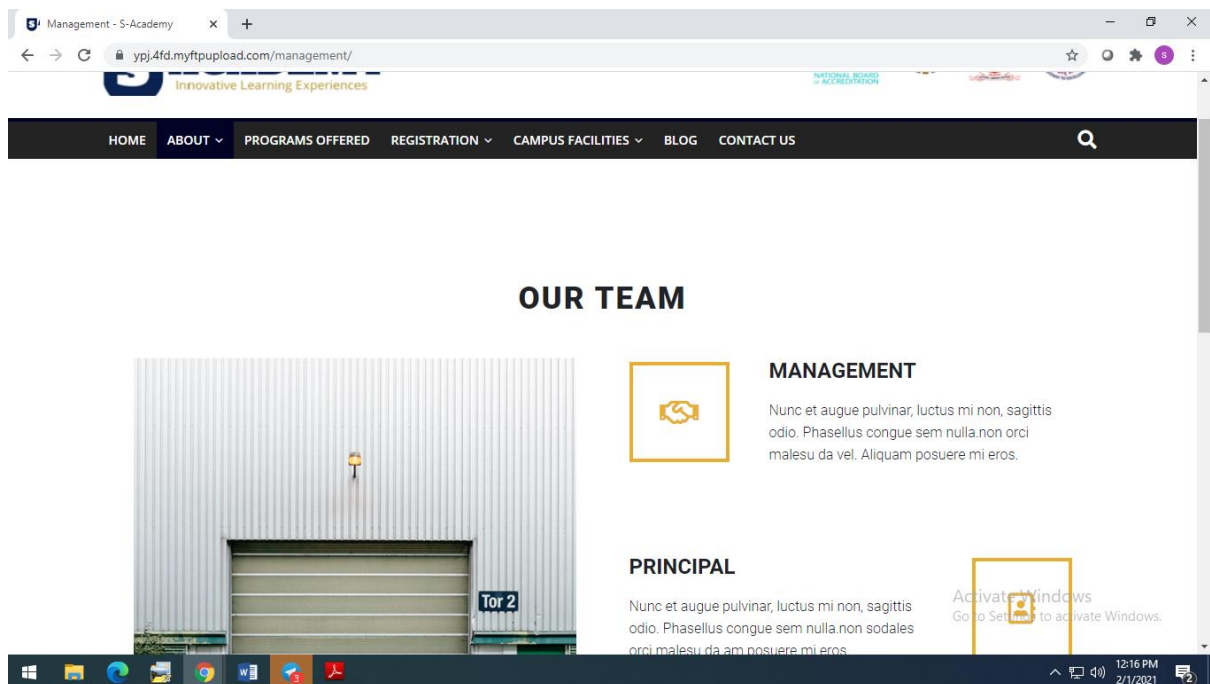 Management - S-Academy
ypj.4fd.myftpupload.com/management/
S
Innovative Learning Experiences
NATIONAL BOARD
of ACCREDITATION
HOME ABOUT PROGRAMS OFFERED REGISTRATION CAMPUS FACILITIES BLOG CONTACT US
OUR TEAM
MANAGEMENT
Nunc et augue pulvinar, luctus mi non, sagittis
odio. Phasellus congue sem nulla.non orci
malesu da vel. Aliquam posuere mi eros.
Tor 2
PRINCIPAL
Nunc et augue pulvinar, luctus mi non, sagittis
odio. Phasellus congue sem nulla.non sodales
orci malesu da am posuere mi eros
Activate Windows
Go to Settings to activate Windows.
12:16 PM
2/1/2021